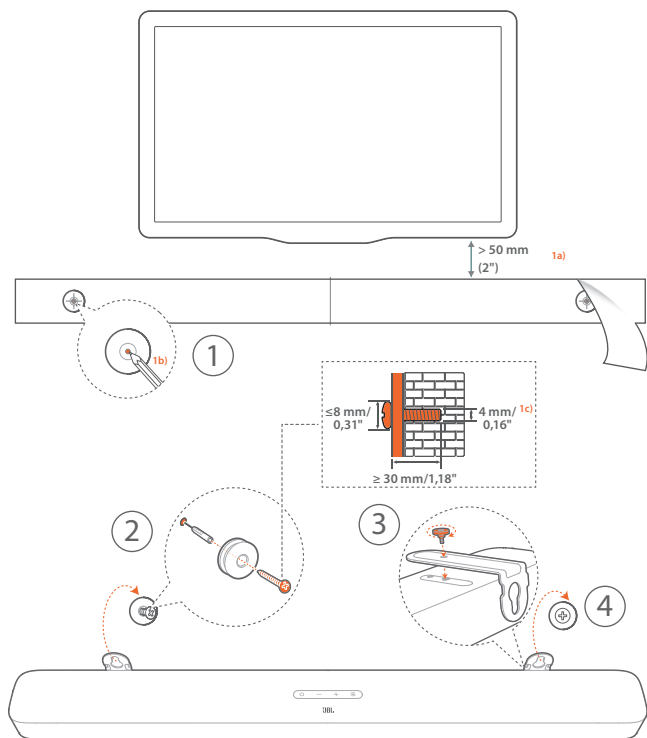 > 50 mm
(2")
1a)
1b)
1
≤8 mm/
0,31"
4 mm/
0,16"
1c)
≥ 30 mm/1,18"
2
3
4
JBL